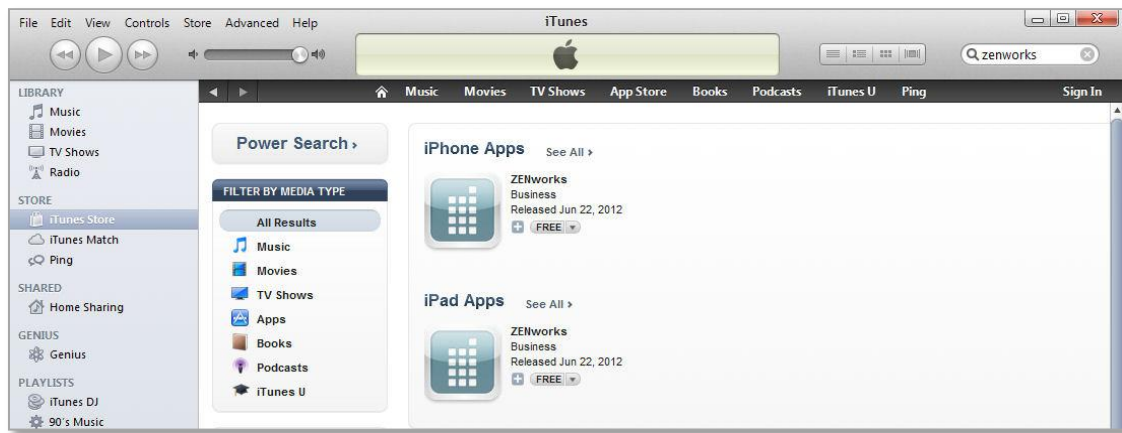 File Edit View Controls Store Advanced Help
iTunes
zenworks
LIBRARY
Music
Movies
TV Shows
Radio
STORE
iTunes Store
iTunes Match
Ping
SHARED
Home Sharing
GENIUS
Genius
PLAYLISTS
iTunes DJ
90's Music
Music Movies TV Shows App Store Books Podcasts iTunes U Ping Sign In
Power Search ›
FILTER BY MEDIA TYPE
All Results
Music
Movies
TV Shows
Apps
Books
Podcasts
iTunes U
iPhone Apps See All ›
ZENworks
Business
Released Jun 22, 2012
FREE
iPad Apps See All ›
ZENworks
Business
Released Jun 22, 2012
FREE